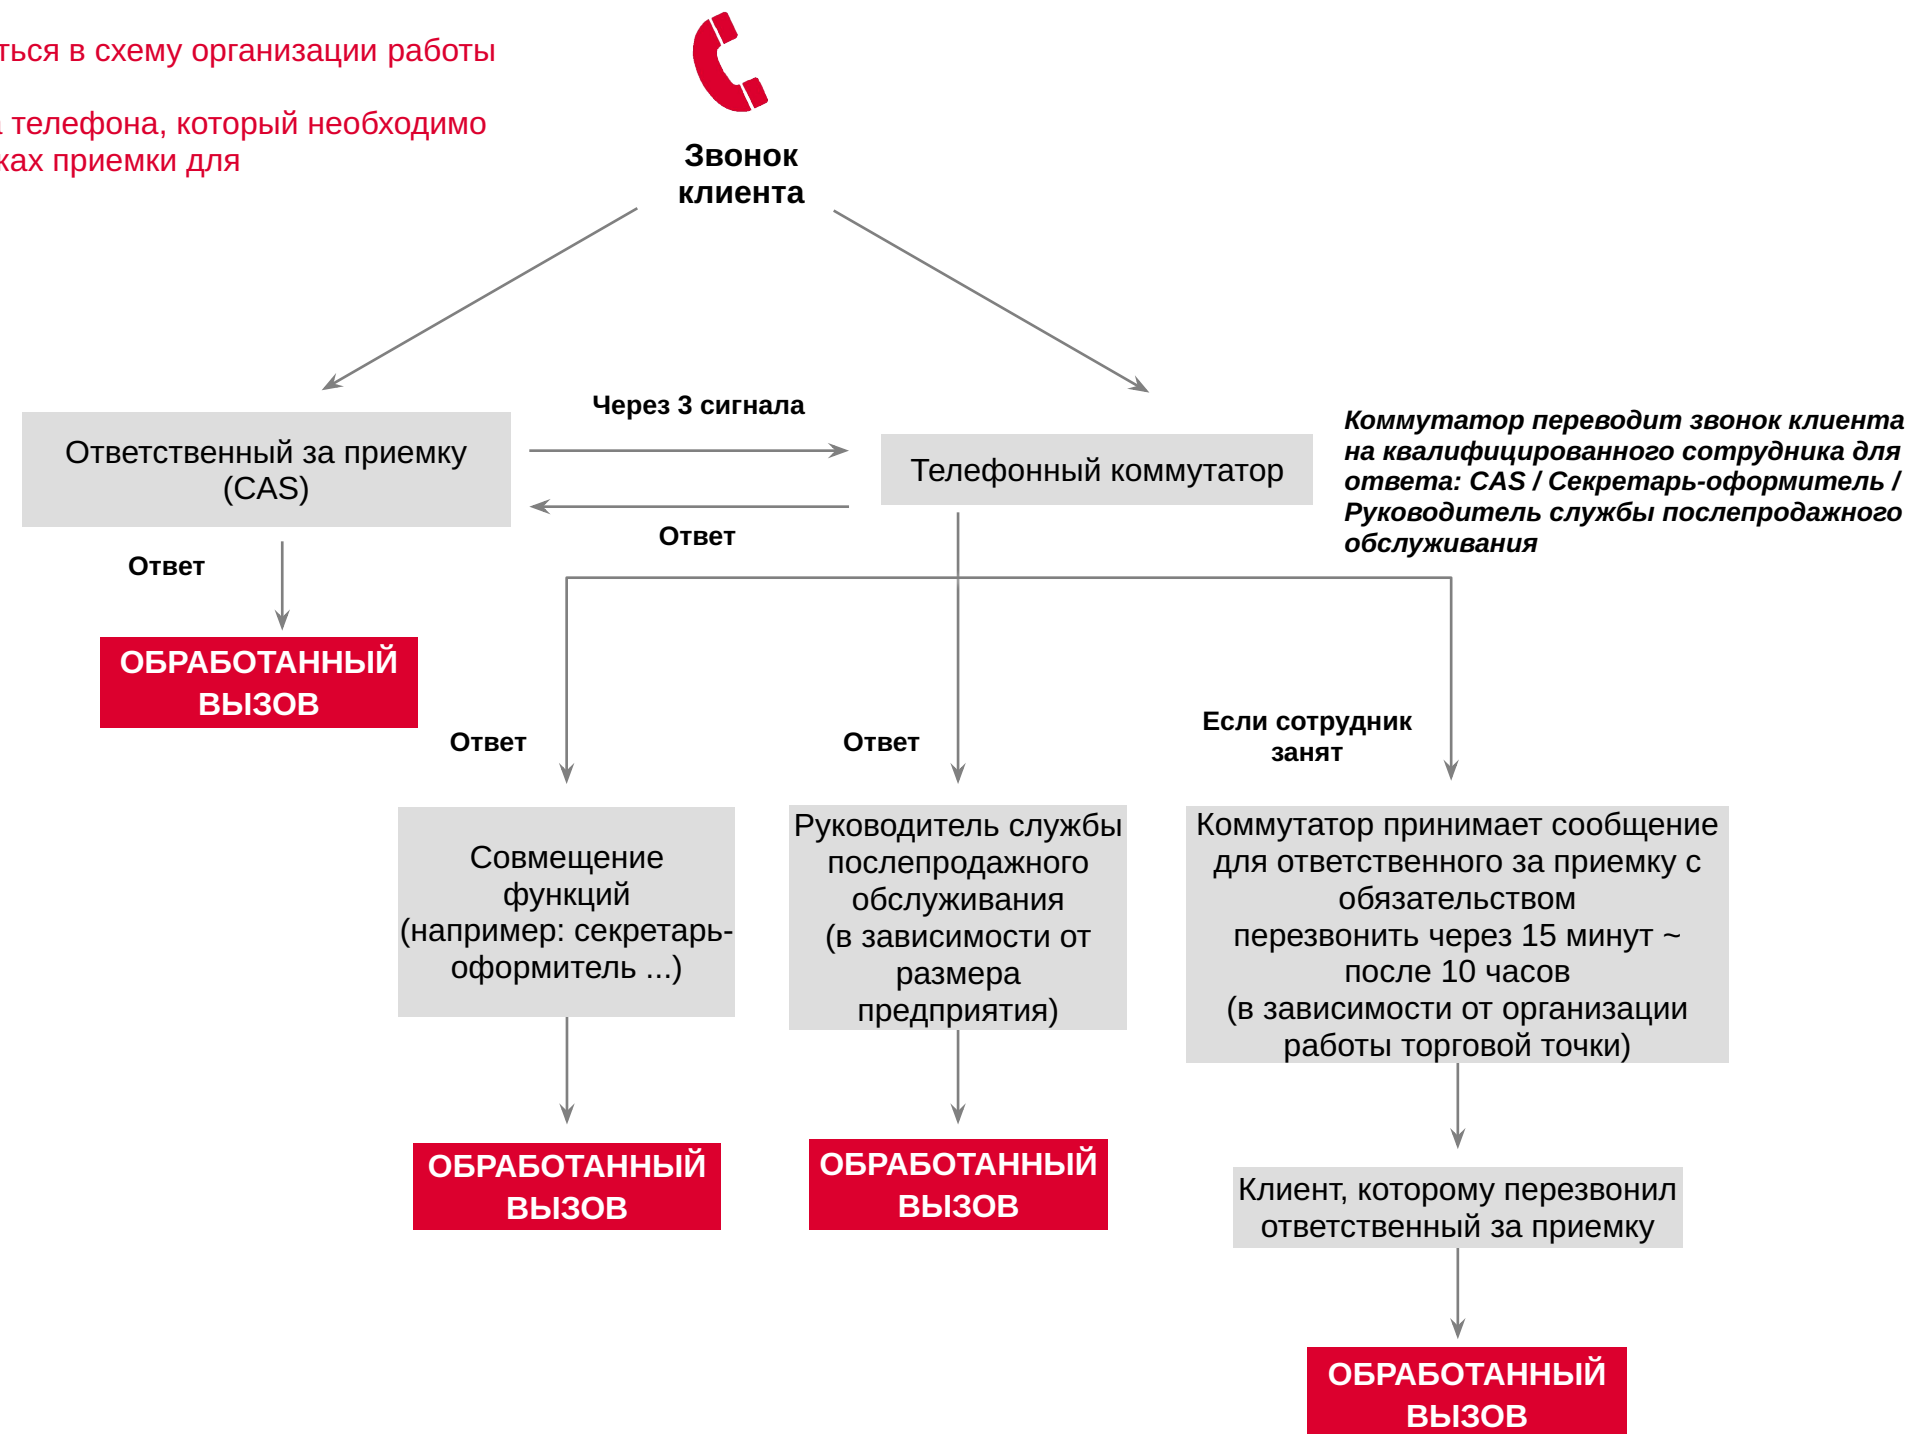 ться в схему организации работы
телефона, который необходимо
ках приемки для
Звонок
клиента
Через 3 сигнала
Ответственный за приемку
(CAS)
Телефонный коммутатор
Коммутатор переводит звонок клиента
на квалифицированного сотрудника для
ответа: CAS / Секретарь-оформитель /
Руководитель службы послепродажного
обслуживания
Ответ
Ответ
ОБРАБОТАННЫЙ
ВЫЗОВ
Ответ
Ответ
Если сотрудник
занят
Совмещение
функций
(например: секретарь-
оформитель ...)
Руководитель службы
послепродажного
обслуживания
(в зависимости от
размера
предприятия)
Коммутатор принимает сообщение
для ответственного за приемку с
обязательством
перезвонить через 15 минут ~
после 10 часов
(в зависимости от организации
работы торговой точки)
ОБРАБОТАННЫЙ
ВЫЗОВ
ОБРАБОТАННЫЙ
ВЫЗОВ
Клиент, которому перезвонил
ответственный за приемку
ОБРАБОТАННЫЙ
ВЫЗОВ